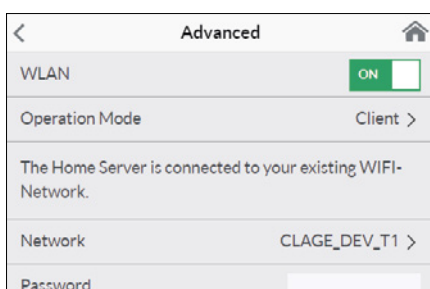 Advanced
WLAN ON
Operation Mode Client
The Home Server is connected to your existing WIFI-
Network.
Network CLAGE_DEV_T1
Password